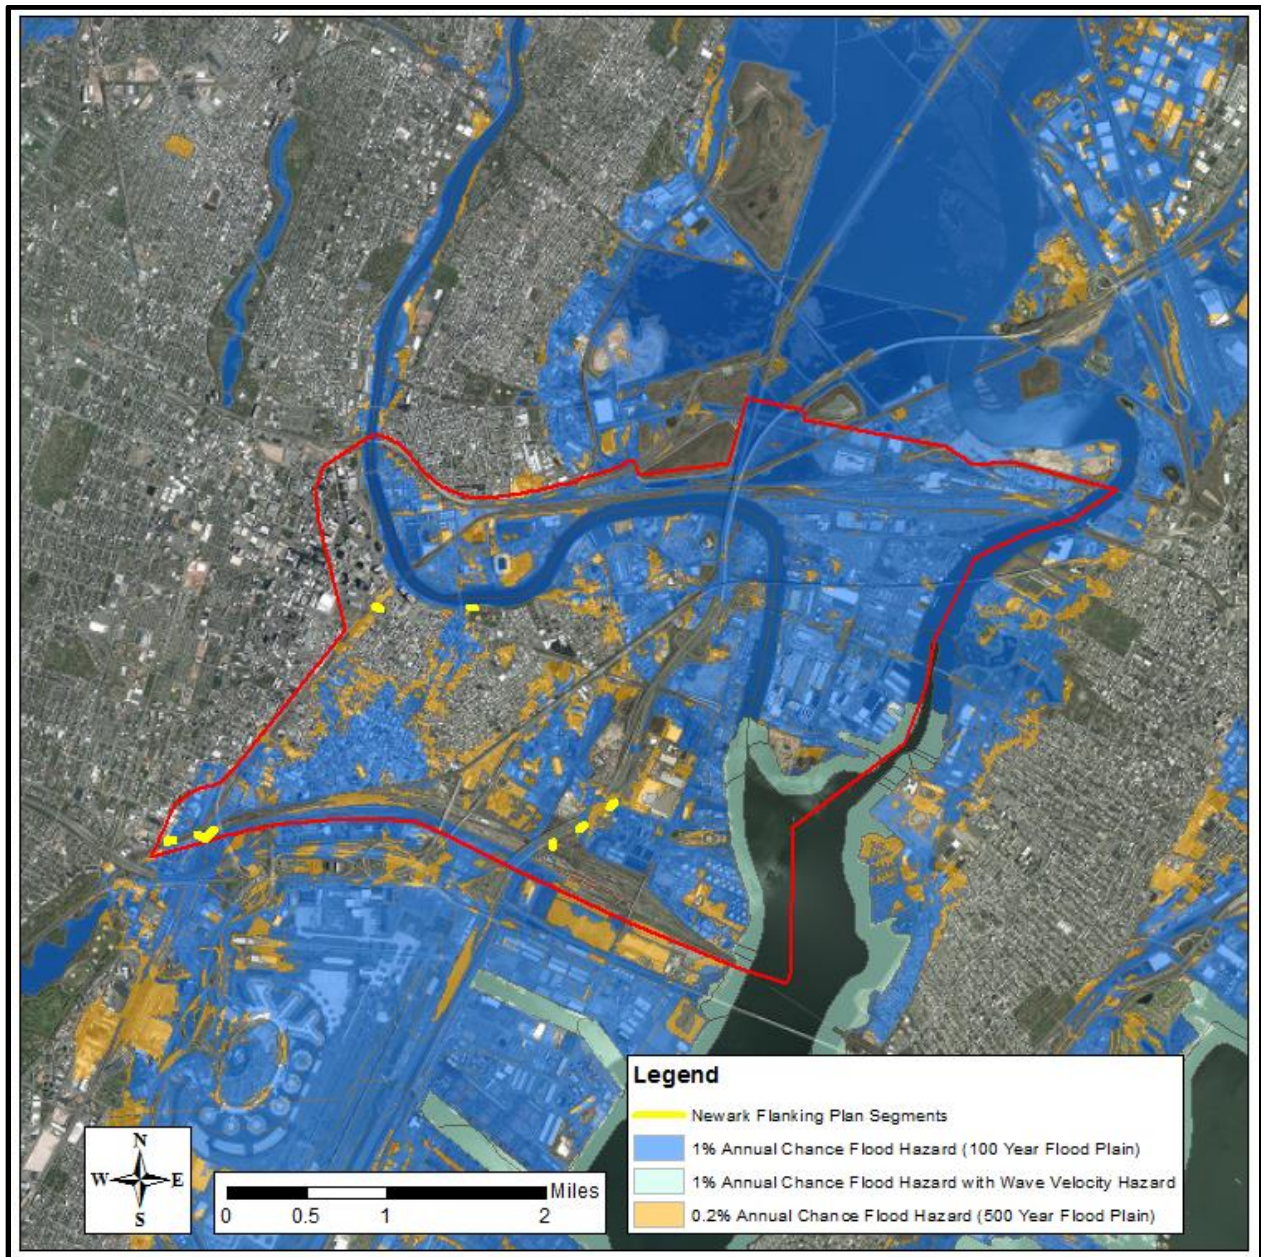 Legend
Newark Flanking Plan Segments
1% Annual Chance Flood Hazard (100 Year Flood Plain)
1% Annual Chance Flood Hazard with Wave Velocity Hazard
0.2% Annual Chance Flood Hazard (500 Year Flood Plain)
N
W E
S
Miles
0 0.5 1 2